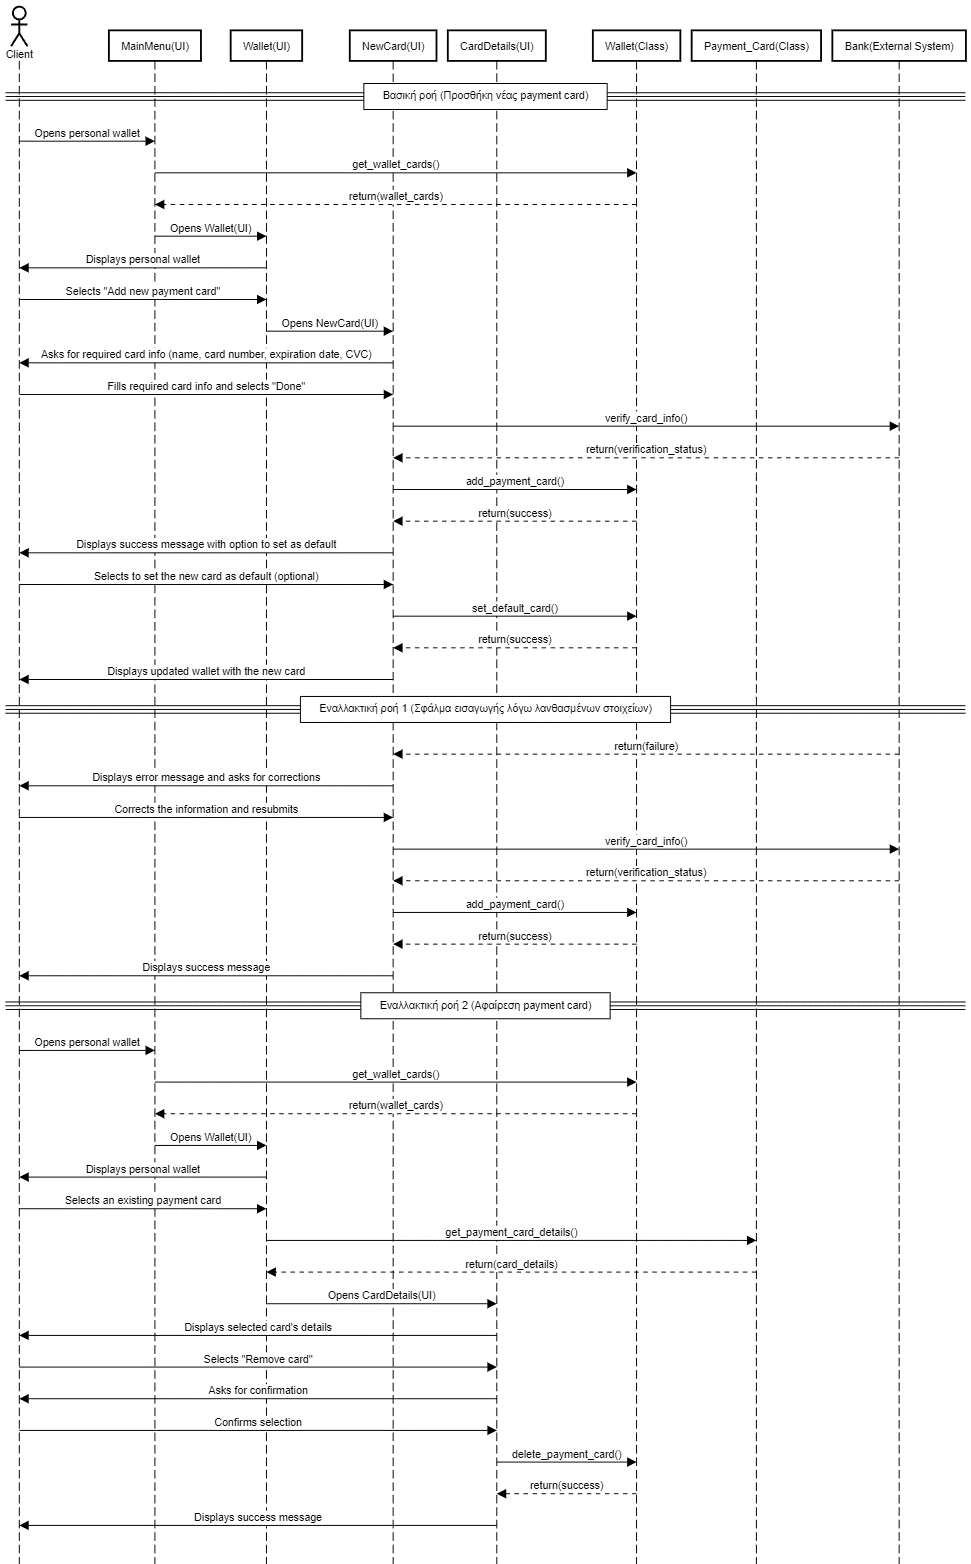 Client
MainMenu(UI)
Wallet(UI)
NewCard(UI)
CardDetails(UI)
Wallet(Class)
Payment_Card(Class)
Bank(External System)
Βασική ροή (Προσθήκη νέας payment card)
Opens personal wallet
get_wallet_cards()
return(wallet_cards)
Opens Wallet(UI)
Displays personal wallet
Selects "Add new payment card"
Opens NewCard(UI)
Asks for required card info (name, card number, expiration date, CVC)
Fills required card info and selects "Done"
verify_card_info()
return(verification_status)
add_payment_card()
return(success)
Displays success message with option to set as default
Selects to set the new card as default (optional)
set_default_card()
return(success)
Displays updated wallet with the new card
Εναλλακτική ροή 1 (Σφάλμα εισαγωγής λόγω λανθασμένων στοιχείων)
return(failure)
Displays error message and asks for corrections
Corrects the information and resubmits
verify_card_info()
return(verification_status)
add_payment_card()
return(success)
Displays success message
Εναλλακτική ροή 2 (Αφαίρεση payment card)
Opens personal wallet
get_wallet_cards()
return(wallet_cards)
Opens Wallet(UI)
Displays personal wallet
Selects an existing payment card
get_payment_card_details()
return(card_details)
Opens CardDetails(UI)
Displays selected card's details
Selects "Remove card"
Asks for confirmation
Confirms selection
delete_payment_card()
return(success)
Displays success message